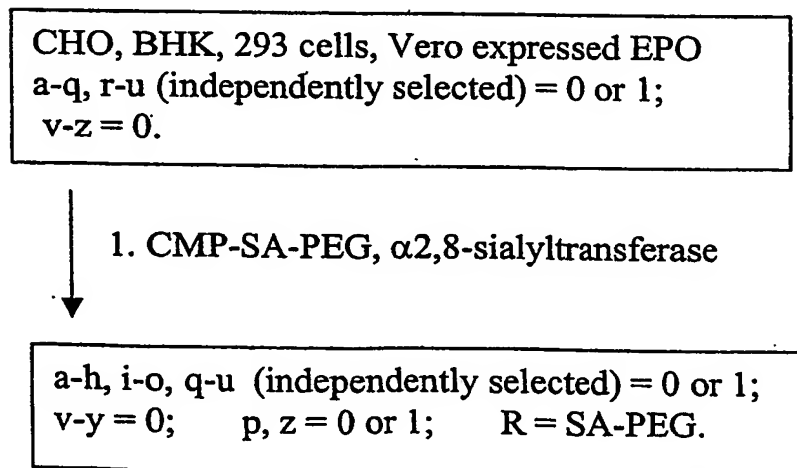 CHO, BHK, 293 cells, Vero expressed EPO
a-q, r-u (independently selected) = 0 or 1;
v-z = 0.
1. CMP-SA-PEG, α2,8-sialyltransferase
a-h, i-o, q-u (independently selected) = 0 or 1;
v-y = 0; p, z = 0 or 1; R = SA-PEG.